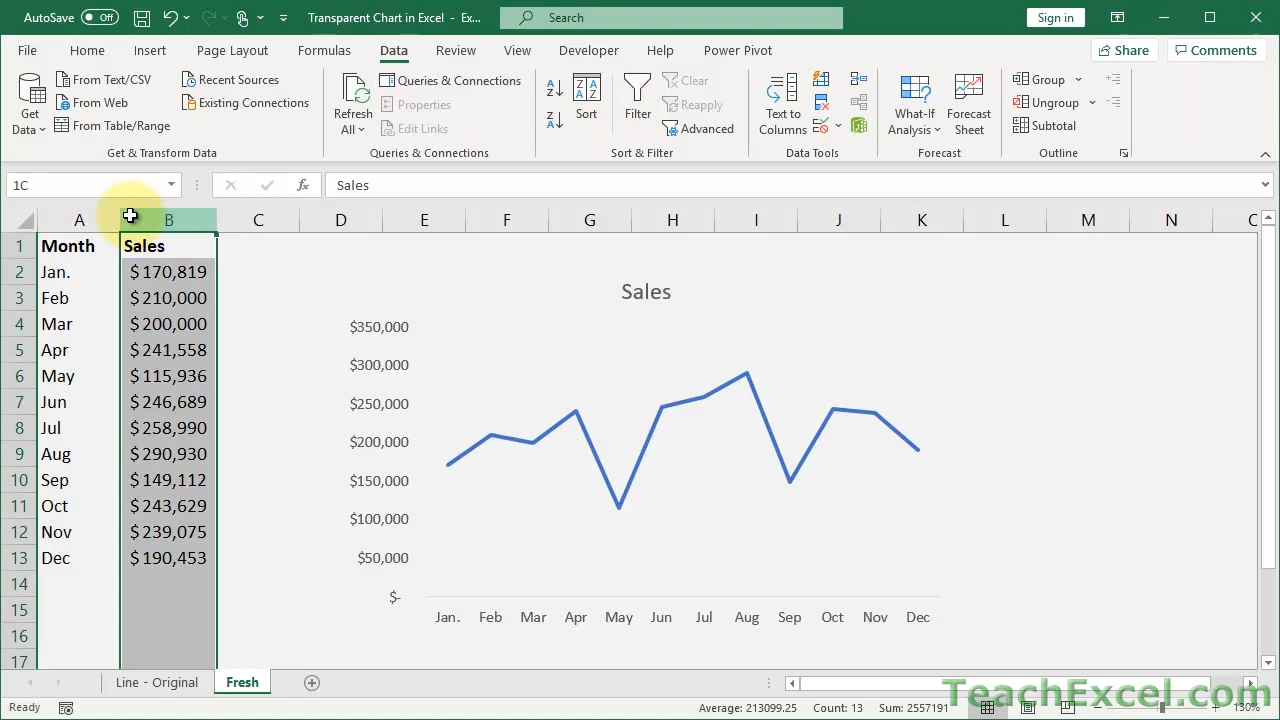 AutoSave Off
Transparent Chart in Excel - Ex...
Search
Sign in
File Home Insert Page Layout Formulas Data Review View Developer Help Power Pivot
Share Comments
Get Data
From Text/CSV
From Web
From Table/Range
Recent Sources
Existing Connections
Get & Transform Data
Refresh All
Queries & Connections
Properties
Edit Links
Queries & Connections
Sort
Filter
Clear
Reapply
Advanced
Sort & Filter
Text to Columns
Data Tools
What-If Analysis
Forecast Sheet
Forecast
Group
Ungroup
Subtotal
Outline
1C
fx
Sales
A B C D E F G H I J K L M N
1 Month Sales
2 Jan. $170,819
3 Feb $210,000
4 Mar $200,000
5 Apr $241,558
6 May $115,936
7 Jun $246,689
8 Jul $258,990
9 Aug $290,930
10 Sep $149,112
11 Oct $243,629
12 Nov $239,075
13 Dec $190,453
14
15
16
17
Sales
$350,000
$300,000
$250,000
$200,000
$150,000
$100,000
$50,000
$-
Jan. Feb Mar Apr May Jun Jul Aug Sep Oct Nov Dec
Line - Original Fresh
Ready
Average: 213099.25 Count: 13 Sum: 2557191
130%
TeachExcel.com